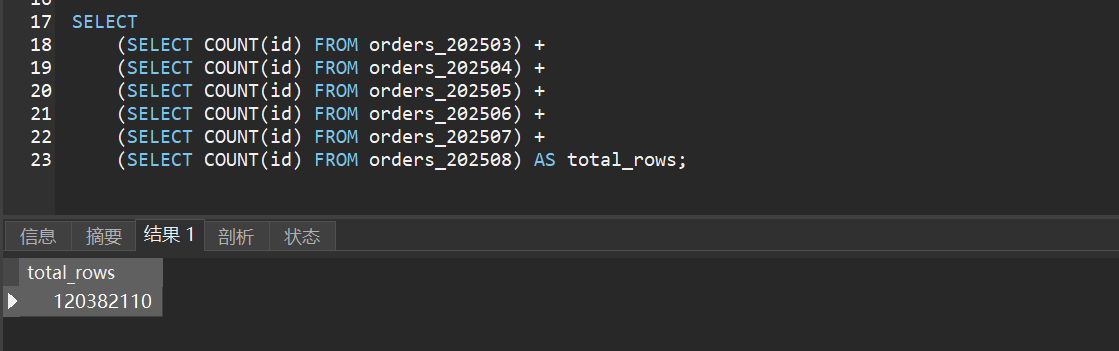 17 SELECT
18 (SELECT COUNT(id) FROM orders_202503) +
19 (SELECT COUNT(id) FROM orders_202504) +
20 (SELECT COUNT(id) FROM orders_202505) +
21 (SELECT COUNT(id) FROM orders_202506) +
22 (SELECT COUNT(id) FROM orders_202507) +
23 (SELECT COUNT(id) FROM orders_202508) AS total_rows;
信息 摘要 结果 1 剖析 状态
total_rows
120382110